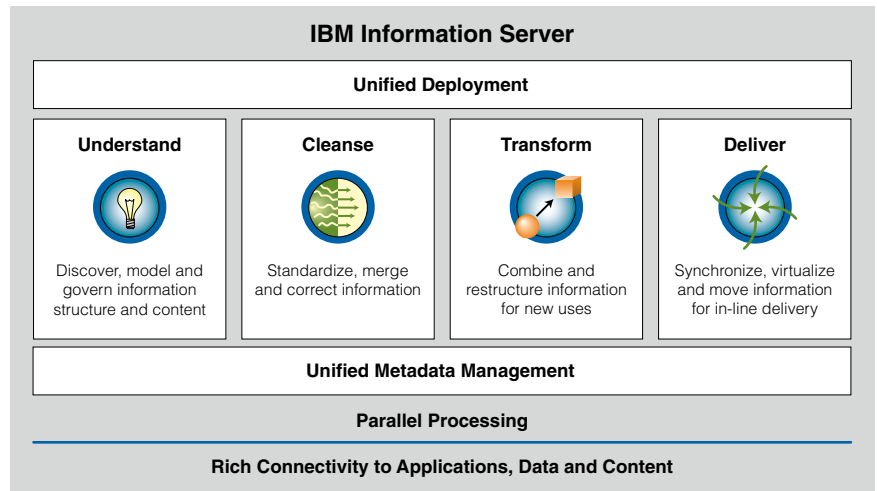 IBM Information Server
Unified Deployment
Understand
Discover, model and
govern information
structure and content
Cleanse
Standardize, merge
and correct information
Transform
Combine and
restructure information
for new uses
Deliver
Synchronize, virtualize
and move information
for in-line delivery
Unified Metadata Management
Parallel Processing
Rich Connectivity to Applications, Data and Content